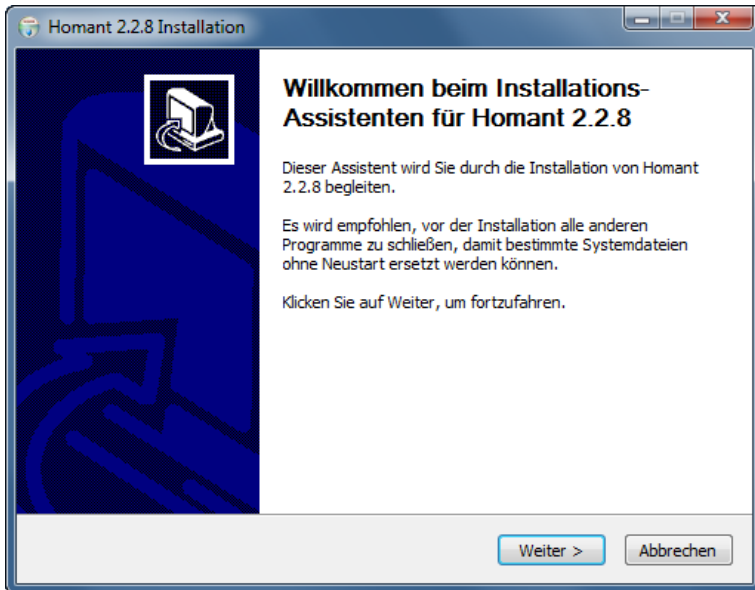 Homant 2.2.8 Installation
Willkommen beim Installations-
Assistenten für Homant 2.2.8
Dieser Assistent wird Sie durch die Installation von Homant
2.2.8 begleiten.
Es wird empfohlen, vor der Installation alle anderen
Programme zu schließen, damit bestimmte Systemdateien
ohne Neustart ersetzt werden können.
Klicken Sie auf Weiter, um fortzufahren.
Weiter >
Abbrechen